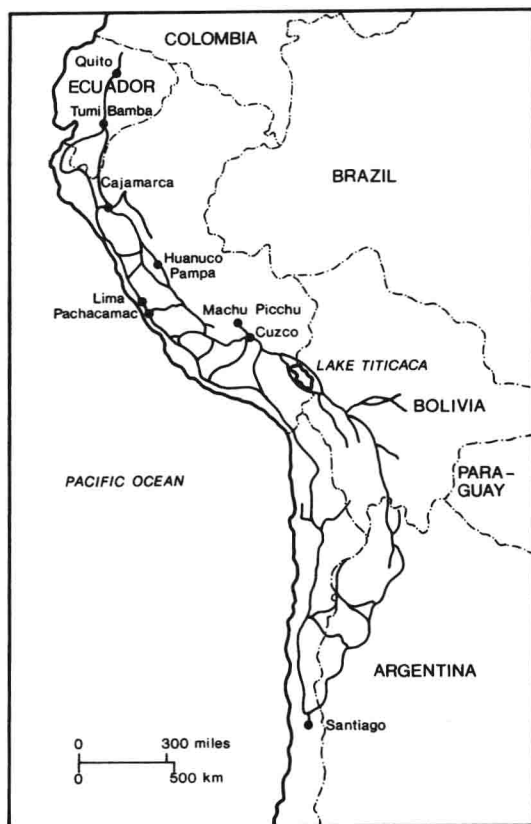 COLOMBIA
Quito
ECUADOR
Tumi Bamba
BRAZIL
Cajamarca
Huanuco
Pampa
Lima
Machu Picchu
Pachacamac
Cuzco
LAKE TITICACA
BOLIVIA
PACIFIC OCEAN
PARA-
GUAY
ARGENTINA
Santiago
0 300 miles
0 500 km